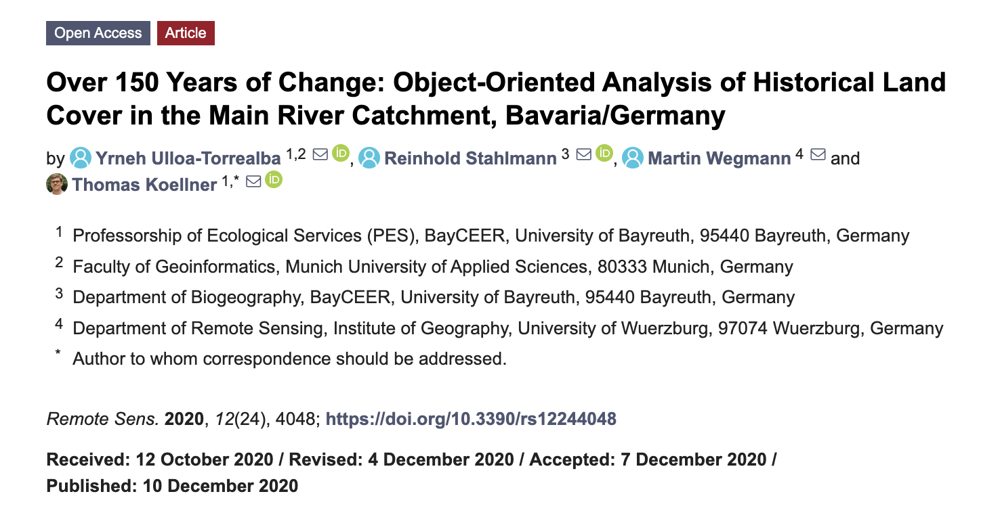 Open Access Article
Over 150 Years of Change: Object-Oriented Analysis of Historical Land
Cover in the Main River Catchment, Bavaria/Germany
by Yrneh Ulloa-Torrealba 1,2 iD, Reinhold Stahlmann 3 iD, Martin Wegmann 4 and
Thomas Koellner 1,* iD
1 Professorship of Ecological Services (PES), BayCEER, University of Bayreuth, 95440 Bayreuth, Germany
2 Faculty of Geoinformatics, Munich University of Applied Sciences, 80333 Munich, Germany
3 Department of Biogeography, BayCEER, University of Bayreuth, 95440 Bayreuth, Germany
4 Department of Remote Sensing, Institute of Geography, University of Wuerzburg, 97074 Wuerzburg, Germany
* Author to whom correspondence should be addressed.
Remote Sens. 2020, 12(24), 4048; https://doi.org/10.3390/rs12244048
Received: 12 October 2020 / Revised: 4 December 2020 / Accepted: 7 December 2020 /
Published: 10 December 2020